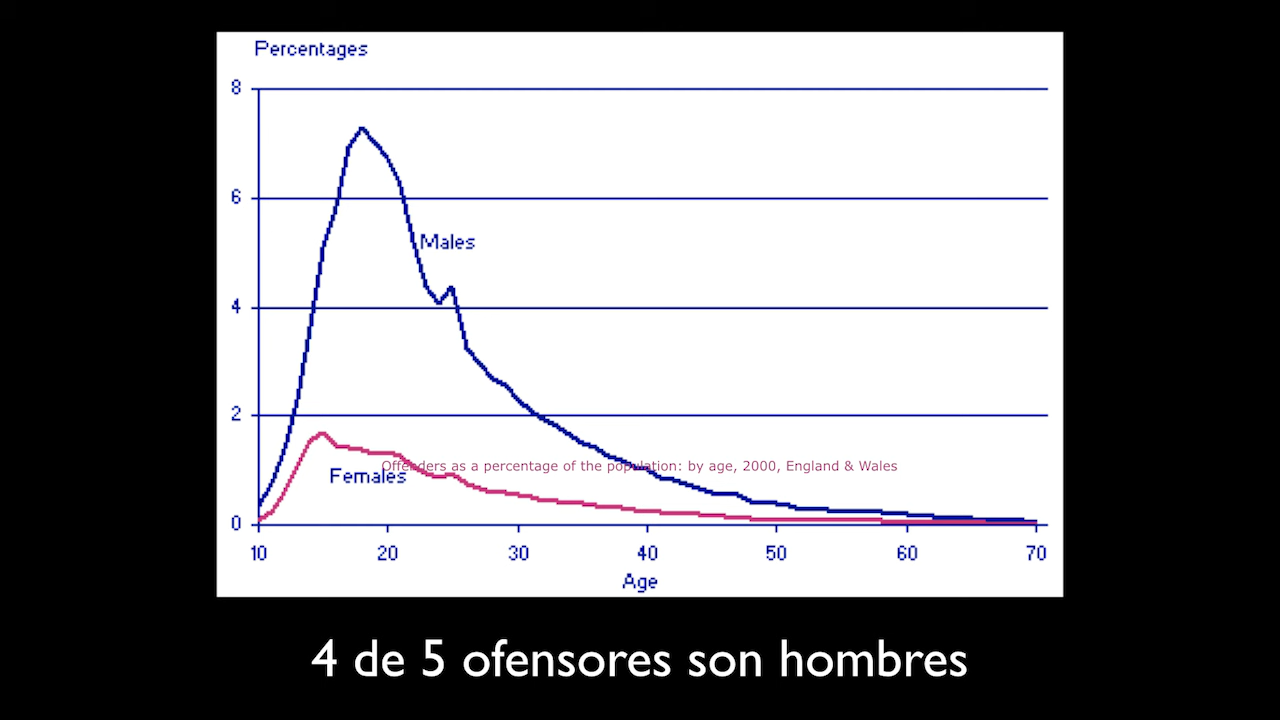 Percentages
8
6
Males
4
2
Offenders as a percentage of the population: by age, 2000, England & Wales
Females
0
10 20 30 40 50 60 70
Age
4 de 5 ofensores son hombres